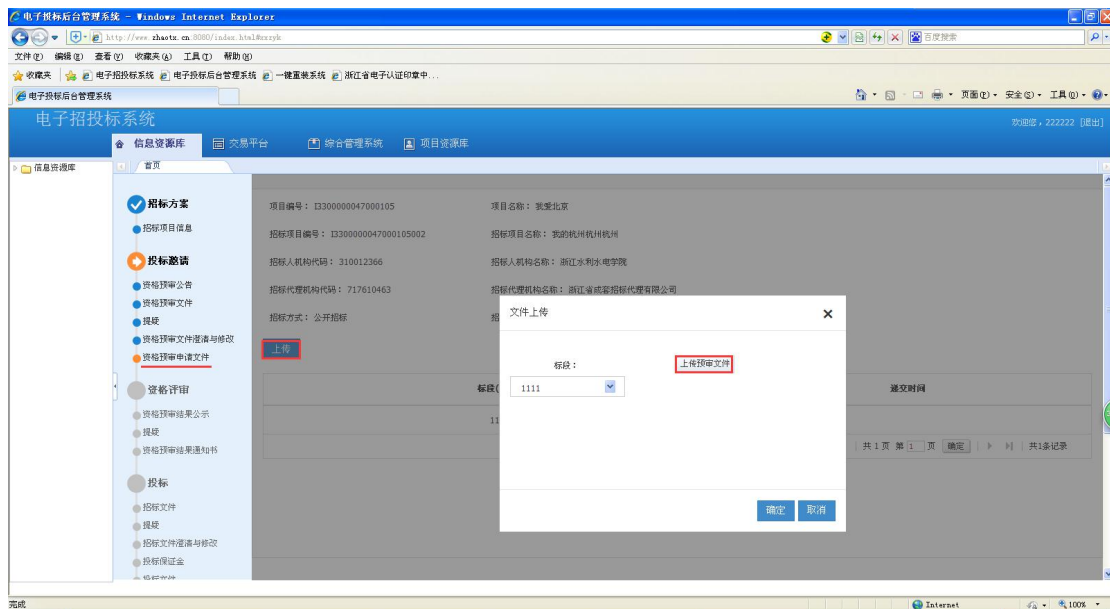 电子投标后台管理系统 - Windows Internet Explorer
http://www.zhaotx.cn:8080/index.html#xxzyk
百度搜索
文件(F) 编辑(E) 查看(V) 收藏夹(A) 工具(T) 帮助(H)
收藏夹 电子招投标系统 电子投标后台管理系统 一键重装系统 浙江省电子认证印章中...
电子投标后台管理系统
页面(P) 安全(S) 工具(O)
电子招投标系统
欢迎您，222222 [退出]
信息资源库 交易平台 综合管理系统 项目资源库
信息资源库
首页
招标方案
招标项目信息
投标邀请
资格预审公告
资格预审文件
提疑
资格预审文件澄清与修改
资格预审申请文件
资格评审
资格预审结果公示
提疑
资格预审结果通知书
投标
招标文件
提疑
招标文件澄清与修改
投标保证金
投标文件
项目编号： I3300000047000105 项目名称： 我爱北京
招标项目编号： I3300000047000105002 招标项目名称： 我的杭州杭州杭州
招标人机构代码： 310012366 招标人机构名称： 浙江水利水电学院
招标代理机构代码： 717610463 招标代理机构名称： 浙江省成套招标代理有限公司
招标方式： 公开招标 招
上传
标段( 递交时间
11
共 1 页 第 1 页 确定 共1条记录
文件上传
标段： 上传预审文件
1111
确定 取消
完成 Internet 100%